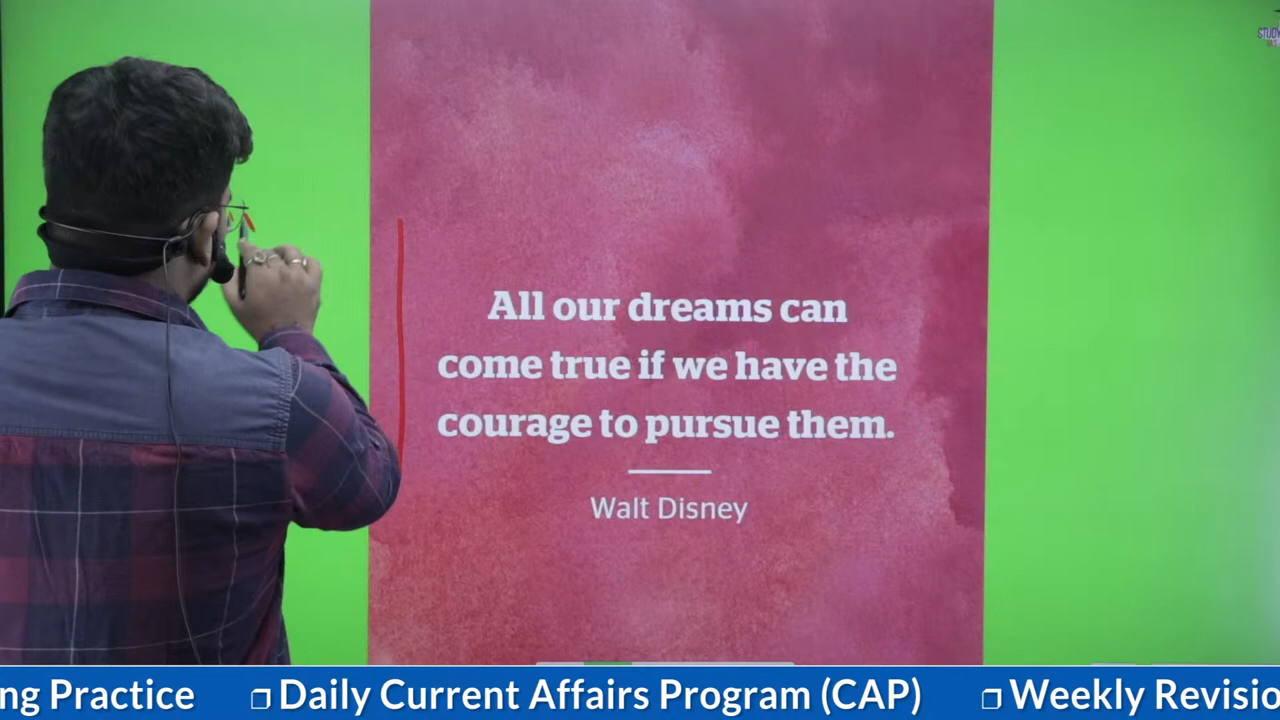 STUDY
All our dreams can
come true if we have the
courage to pursue them.
Walt Disney
ng Practice ❐ Daily Current Affairs Program (CAP) ❐ Weekly Revisio